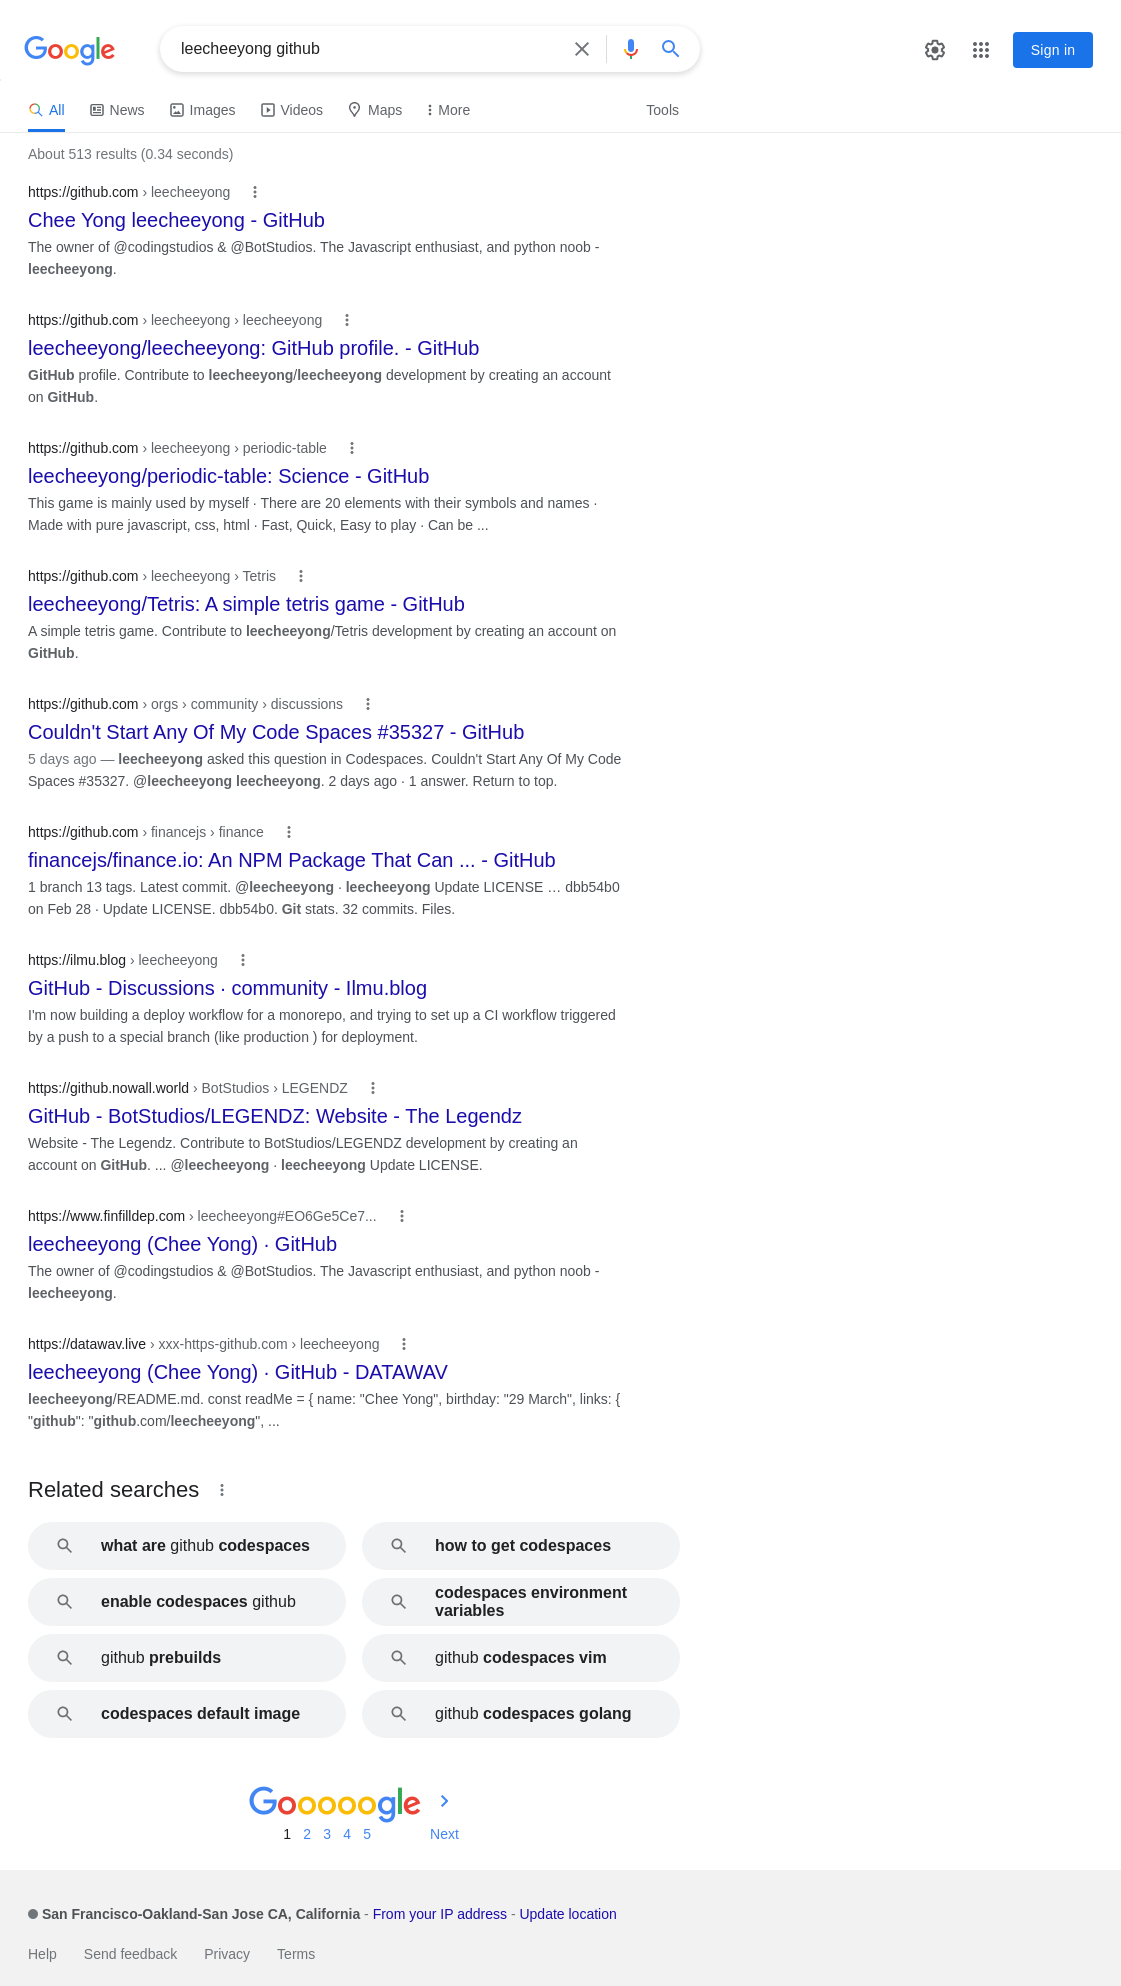 Google
leecheeyong github
Sign in
All
News
Images
Videos
Maps
More
Tools
About 513 results (0.34 seconds)
https://github.com › leecheeyong
Chee Yong leecheeyong - GitHub
The owner of @codingstudios & @BotStudios. The Javascript enthusiast, and python noob -
leecheeyong.
https://github.com › leecheeyong › leecheeyong
leecheeyong/leecheeyong: GitHub profile. - GitHub
GitHub profile. Contribute to leecheeyong/leecheeyong development by creating an account
on GitHub.
https://github.com › leecheeyong › periodic-table
leecheeyong/periodic-table: Science - GitHub
This game is mainly used by myself · There are 20 elements with their symbols and names ·
Made with pure javascript, css, html · Fast, Quick, Easy to play · Can be ...
https://github.com › leecheeyong › Tetris
leecheeyong/Tetris: A simple tetris game - GitHub
A simple tetris game. Contribute to leecheeyong/Tetris development by creating an account on
GitHub.
https://github.com › orgs › community › discussions
Couldn't Start Any Of My Code Spaces #35327 - GitHub
5 days ago — leecheeyong asked this question in Codespaces. Couldn't Start Any Of My Code
Spaces #35327. @leecheeyong leecheeyong. 2 days ago · 1 answer. Return to top.
https://github.com › financejs › finance
financejs/finance.io: An NPM Package That Can ... - GitHub
1 branch 13 tags. Latest commit. @leecheeyong · leecheeyong Update LICENSE … dbb54b0
on Feb 28 · Update LICENSE. dbb54b0. Git stats. 32 commits. Files.
https://ilmu.blog › leecheeyong
GitHub - Discussions · community - Ilmu.blog
I'm now building a deploy workflow for a monorepo, and trying to set up a CI workflow triggered
by a push to a special branch (like production ) for deployment.
https://github.nowall.world › BotStudios › LEGENDZ
GitHub - BotStudios/LEGENDZ: Website - The Legendz
Website - The Legendz. Contribute to BotStudios/LEGENDZ development by creating an
account on GitHub. ... @leecheeyong · leecheeyong Update LICENSE.
https://www.finfilldep.com › leecheeyong#EO6Ge5Ce7...
leecheeyong (Chee Yong) · GitHub
The owner of @codingstudios & @BotStudios. The Javascript enthusiast, and python noob -
leecheeyong.
https://datawav.live › xxx-https-github.com › leecheeyong
leecheeyong (Chee Yong) · GitHub - DATAWAV
leecheeyong/README.md. const readMe = { name: "Chee Yong", birthday: "29 March", links: {
"github": "github.com/leecheeyong", ...
Related searches
what are github codespaces
how to get codespaces
enable codespaces github
codespaces environment
variables
github prebuilds
github codespaces vim
codespaces default image
github codespaces golang
Gooooogle
1 2 3 4 5 Next
San Francisco-Oakland-San Jose CA, California - From your IP address - Update location
Help Send feedback Privacy Terms